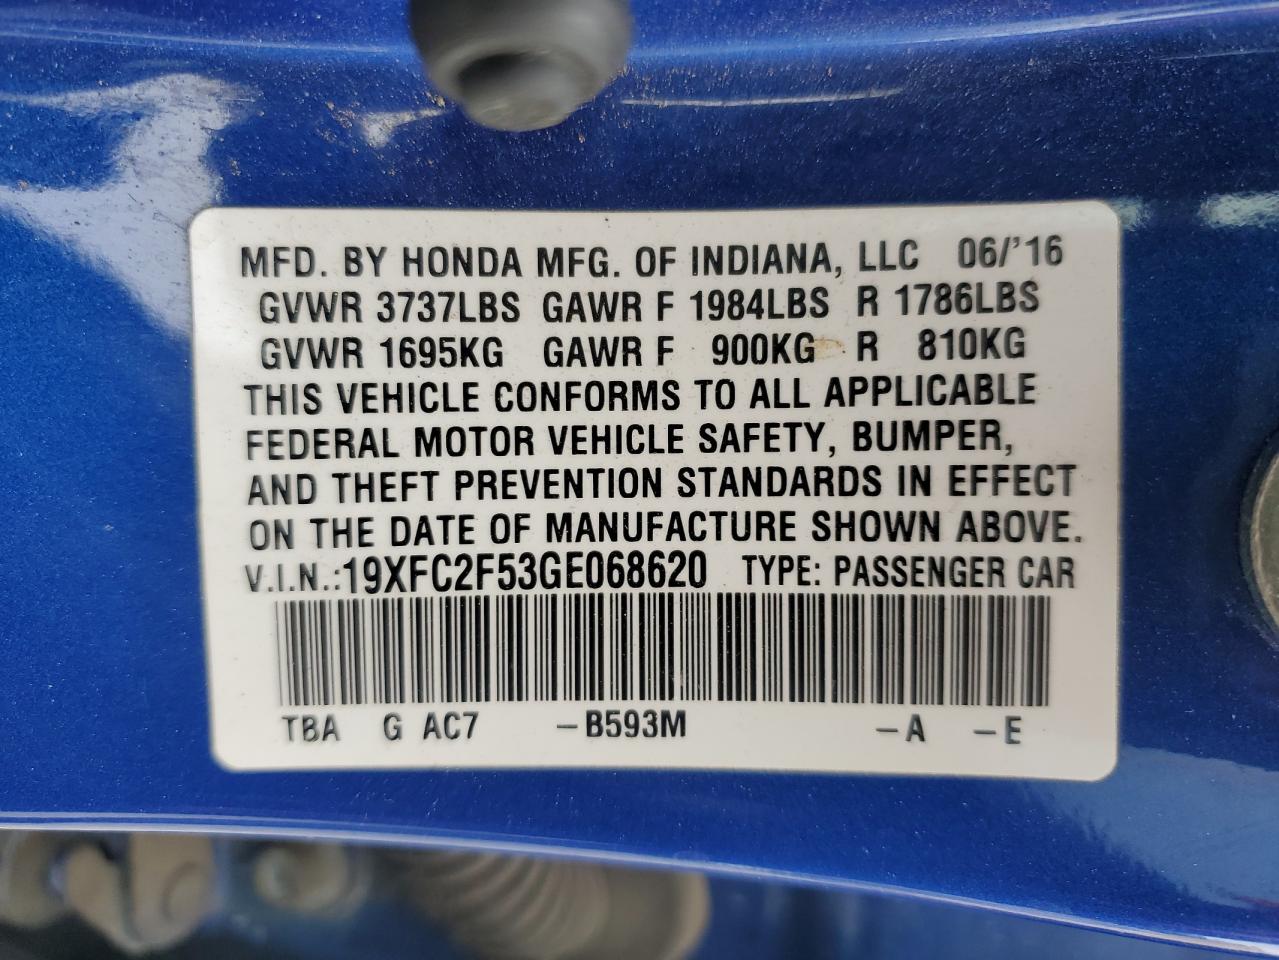 MFD. BY HONDA MFG. OF INDIANA, LLC 06/'16
GVWR 3737LBS GAWR F 1984LBS R 1786LBS
GVWR 1695KG GAWR F 900KG R 810KG
THIS VEHICLE CONFORMS TO ALL APPLICABLE
FEDERAL MOTOR VEHICLE SAFETY, BUMPER,
AND THEFT PREVENTION STANDARDS IN EFFECT
ON THE DATE OF MANUFACTURE SHOWN ABOVE.
V.I.N.:19XFC2F53GE068620 TYPE: PASSENGER CAR
TBA G AC7 –B593M –A –E